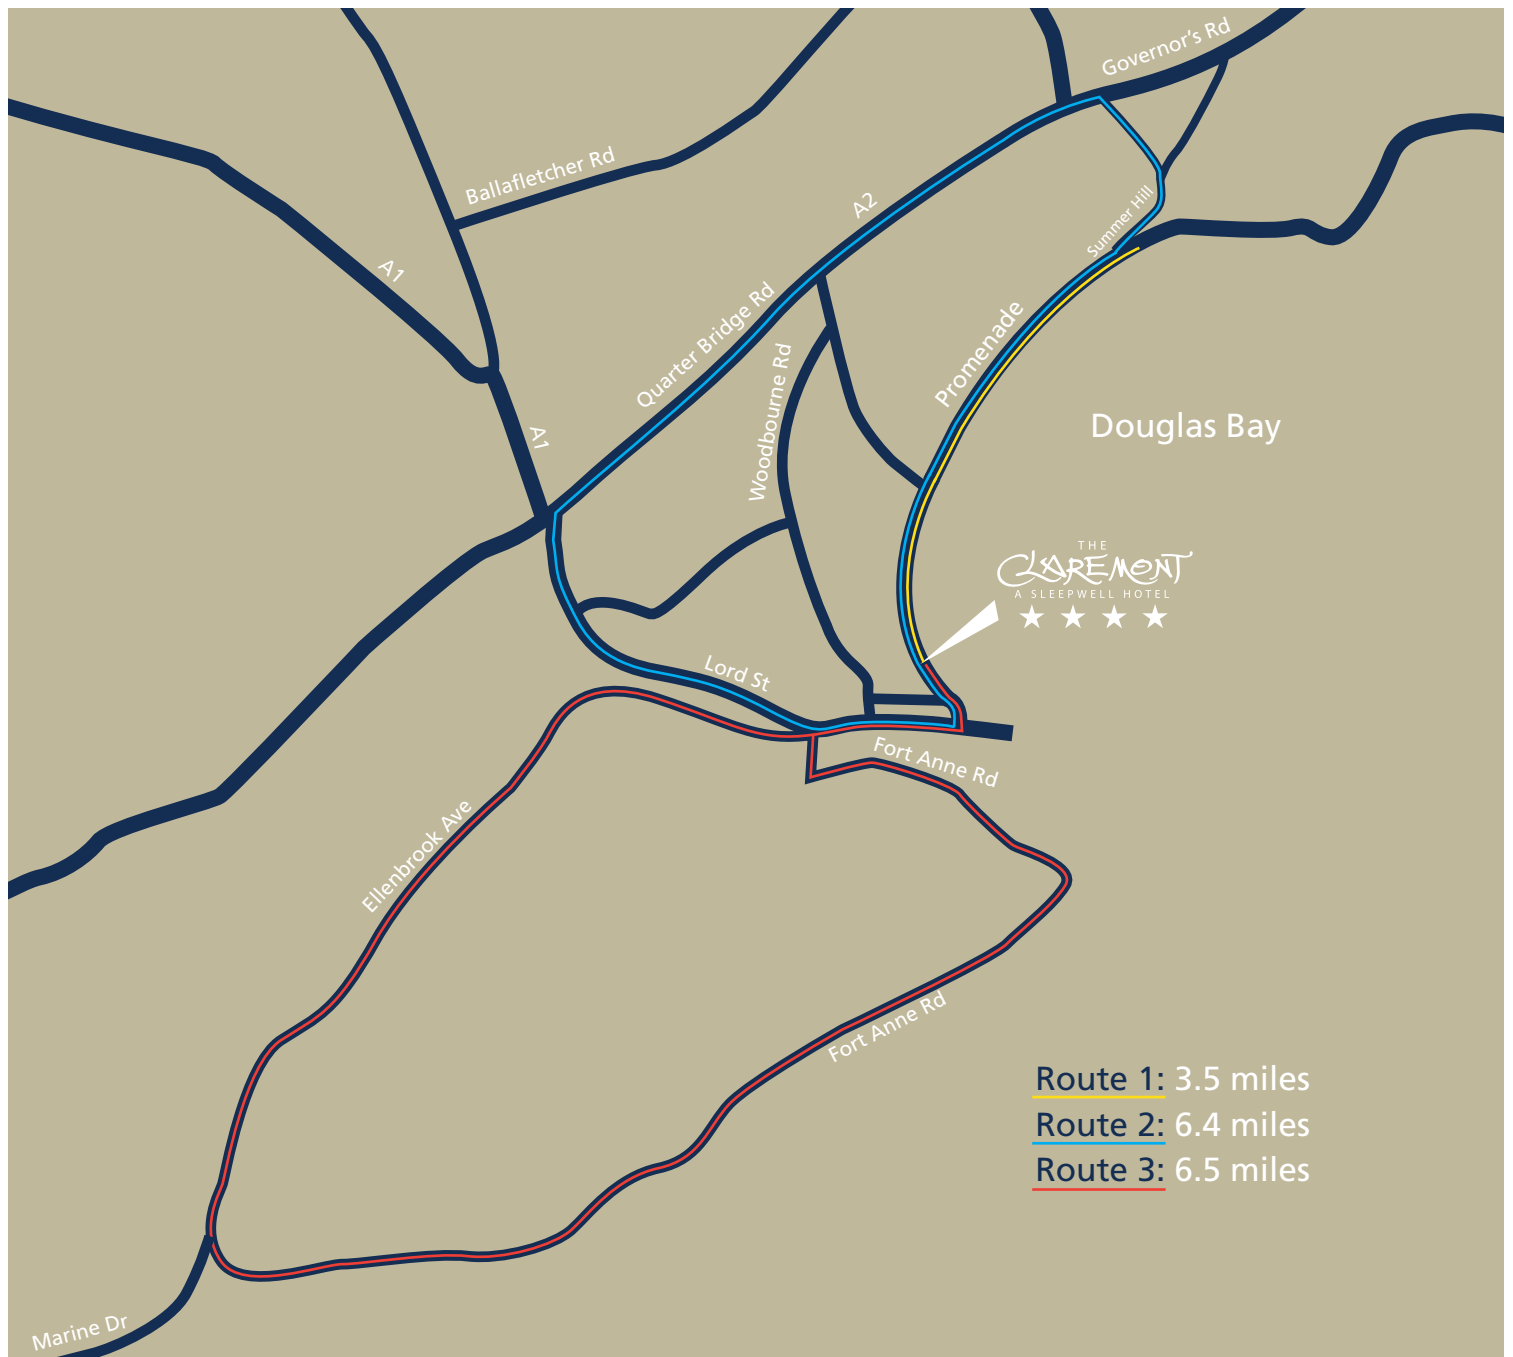 Governor's Rd
Ballafletcher Rd
A2
Summer Hill
A1
Quarter Bridge Rd
Promenade
Woodbourne Rd
A1
Douglas Bay
THE
CLAREMONT
A SLEEPWELL HOTEL
Lord St
Fort Anne Rd
Ellenbrook Ave
Fort Anne Rd
Route 1: 3.5 miles
Route 2: 6.4 miles
Route 3: 6.5 miles
Marine Dr